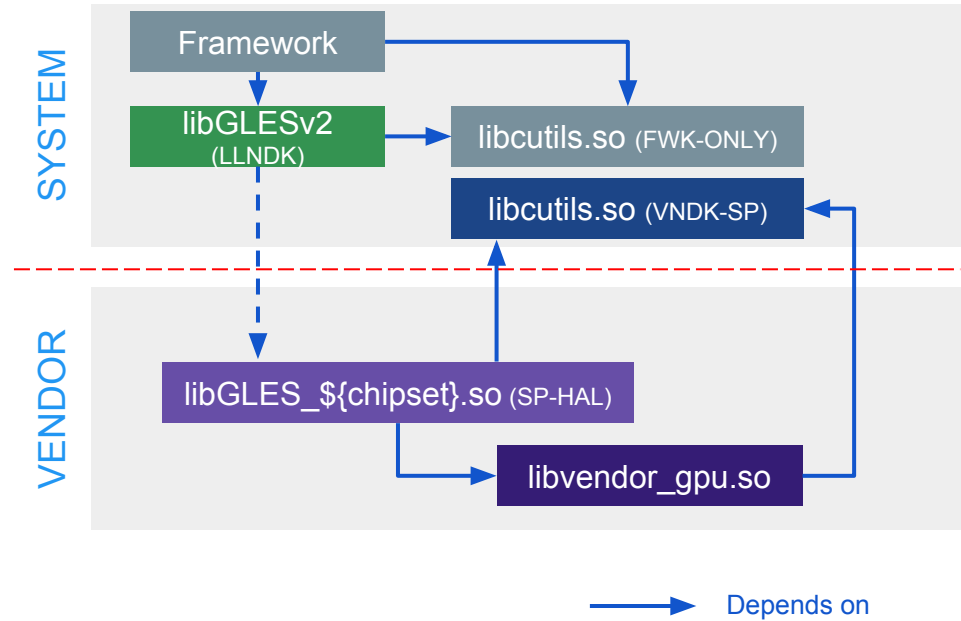 SYSTEM
Framework
libGLESv2
(LLNDK)
libcutils.so (FWK-ONLY)
libcutils.so (VNDK-SP)
VENDOR
libGLES_${chipset}.so (SP-HAL)
libvendor_gpu.so
Depends on